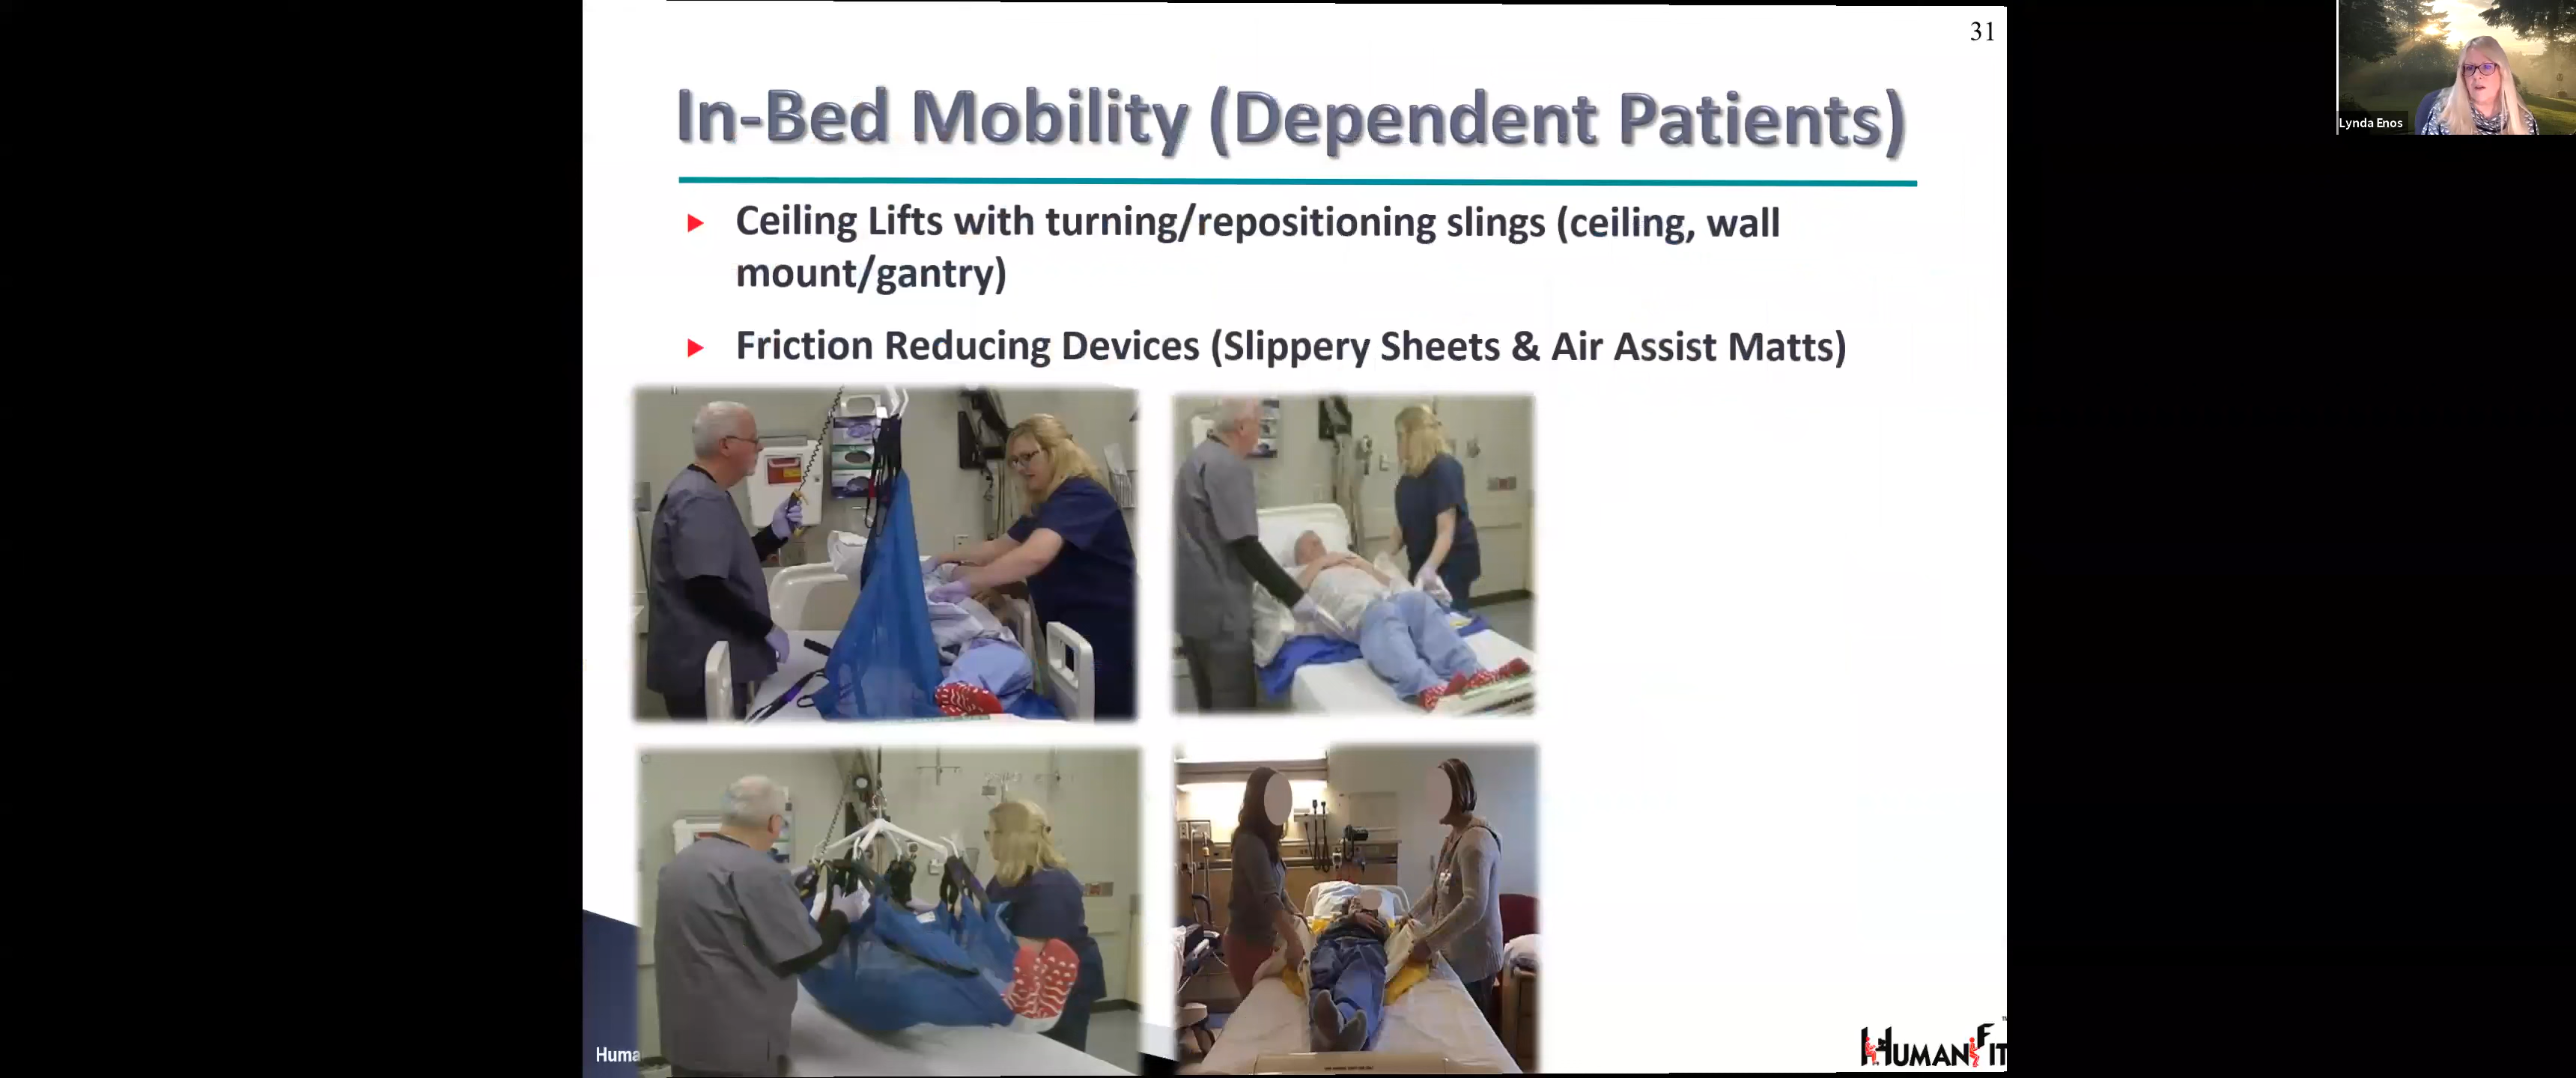 31
Lynda Enos
In-Bed Mobility (Dependent Patients)
Ceiling Lifts with turning/repositioning slings (ceiling, wall
mount/gantry)
Friction Reducing Devices (Slippery Sheets & Air Assist Matts)
Huma
HUMANFIT